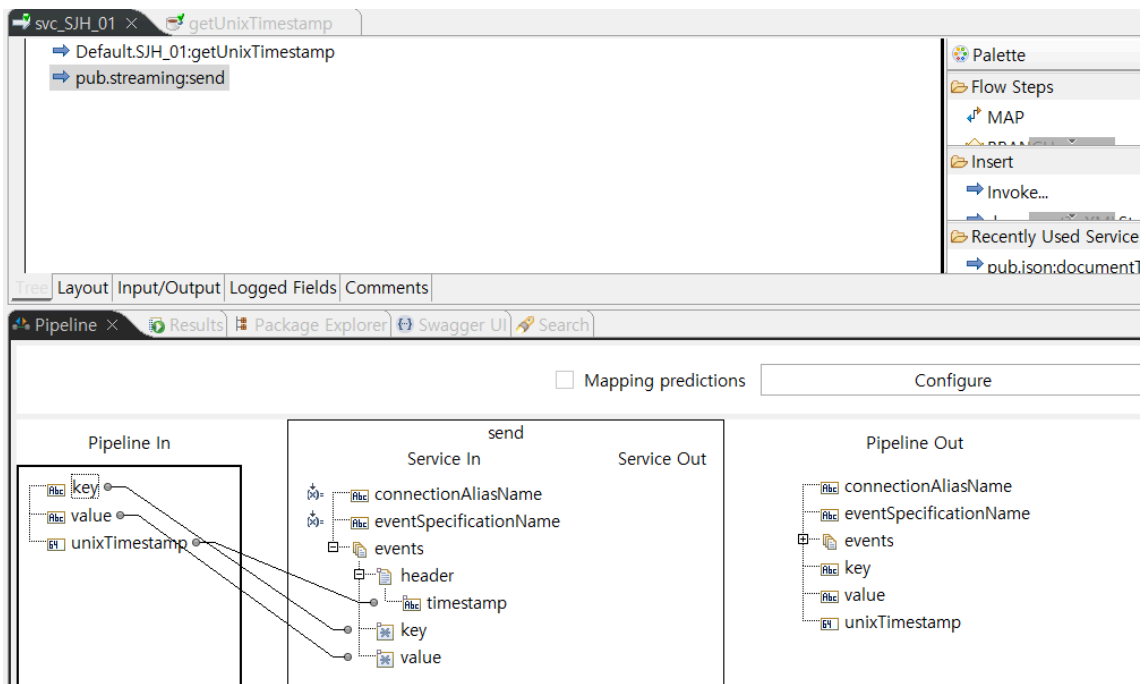 svc_SJH_01
getUnixTimestamp
Default.SJH_01:getUnixTimestamp
pub.streaming:send
Palette
Flow Steps
MAP
Insert
Invoke...
Recently Used Service
pub.json:documentT
Tree Layout Input/Output Logged Fields Comments
Pipeline Results Package Explorer Swagger UI Search
Mapping predictions Configure
Pipeline In
send
Service In Service Out
Pipeline Out
key
value
unixTimestamp
connectionAliasName
eventSpecificationName
events
header
timestamp
key
value
connectionAliasName
eventSpecificationName
events
key
value
unixTimestamp